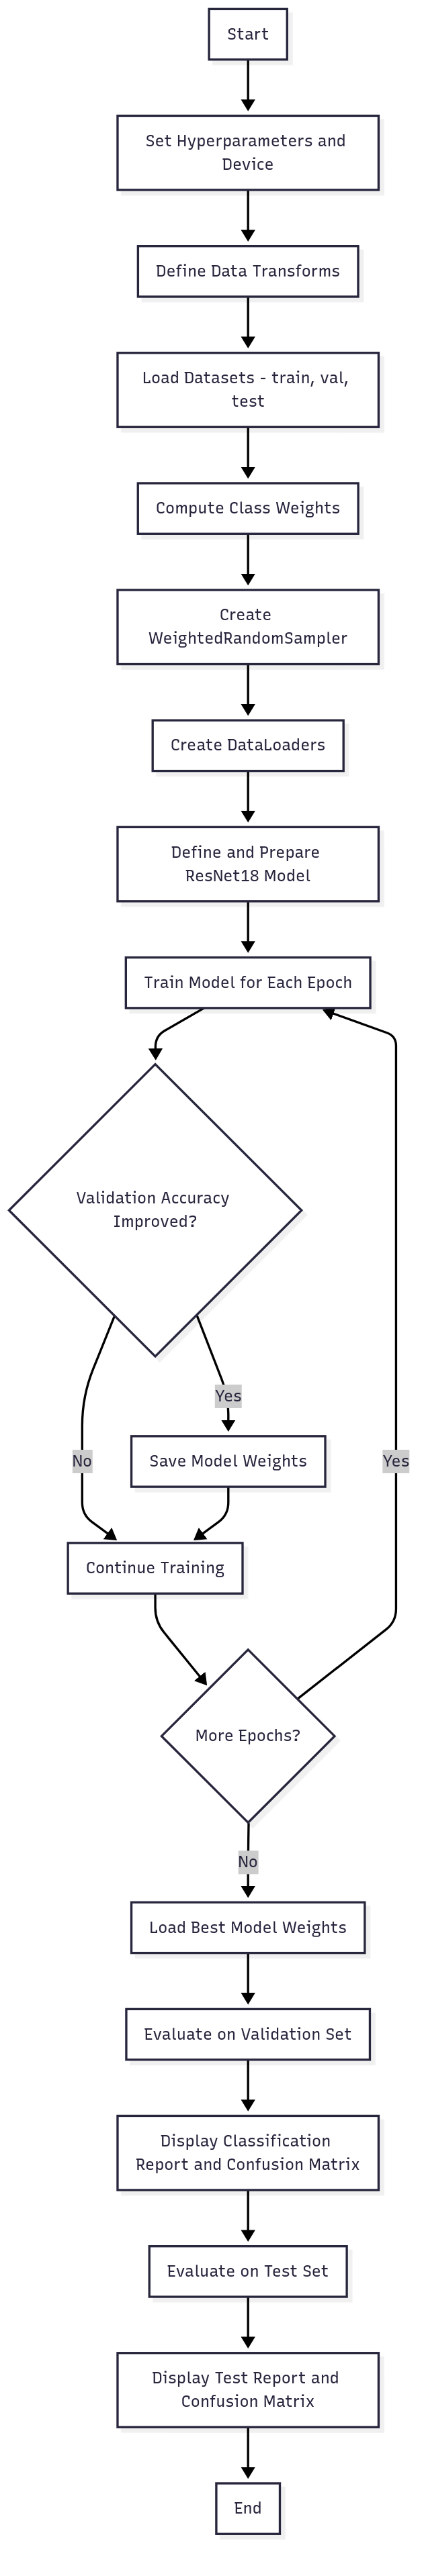 Start
Set Hyperparameters and
Device
Define Data Transforms
Load Datasets - train, val,
test
Compute Class Weights
Create
WeightedRandomSampler
Create DataLoaders
Define and Prepare
ResNet18 Model
Train Model for Each Epoch
Validation Accuracy
Improved?
Yes
No
Yes
Save Model Weights
Continue Training
More Epochs?
No
Load Best Model Weights
Evaluate on Validation Set
Display Classification
Report and Confusion Matrix
Evaluate on Test Set
Display Test Report and
Confusion Matrix
End